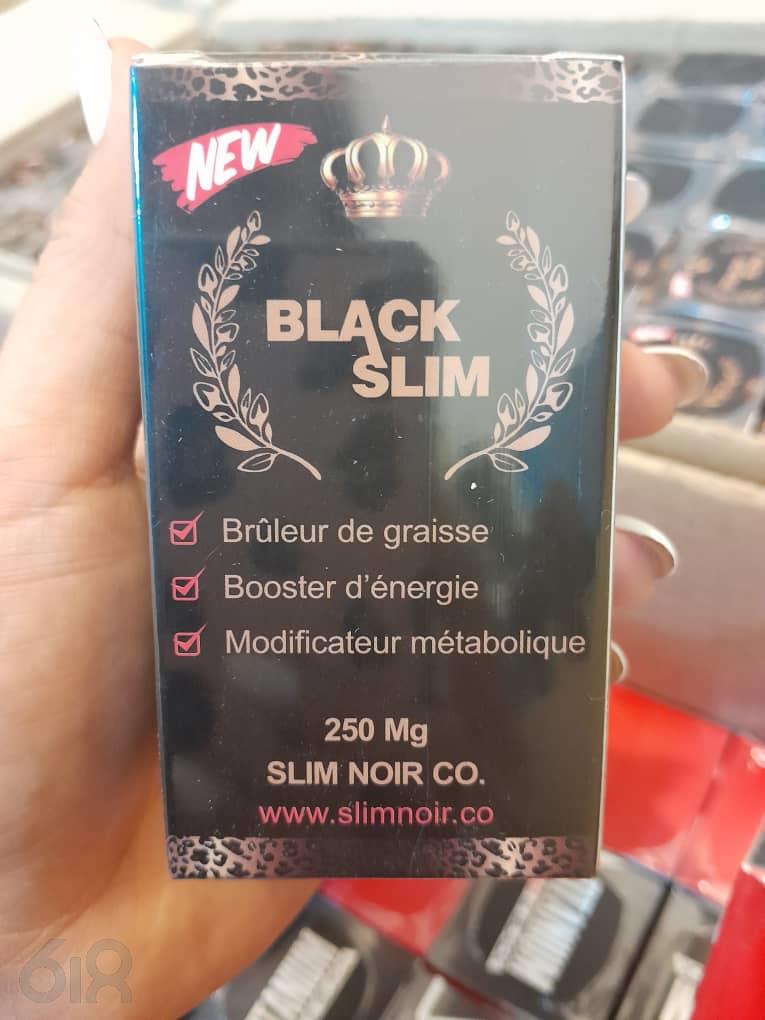 NEW
BLACK
SLIM
Brûleur de graisse
Booster d'énergie
Modificateur métabolique
250 Mg
SLIM NOIR CO.
www.slimnoir.co
618